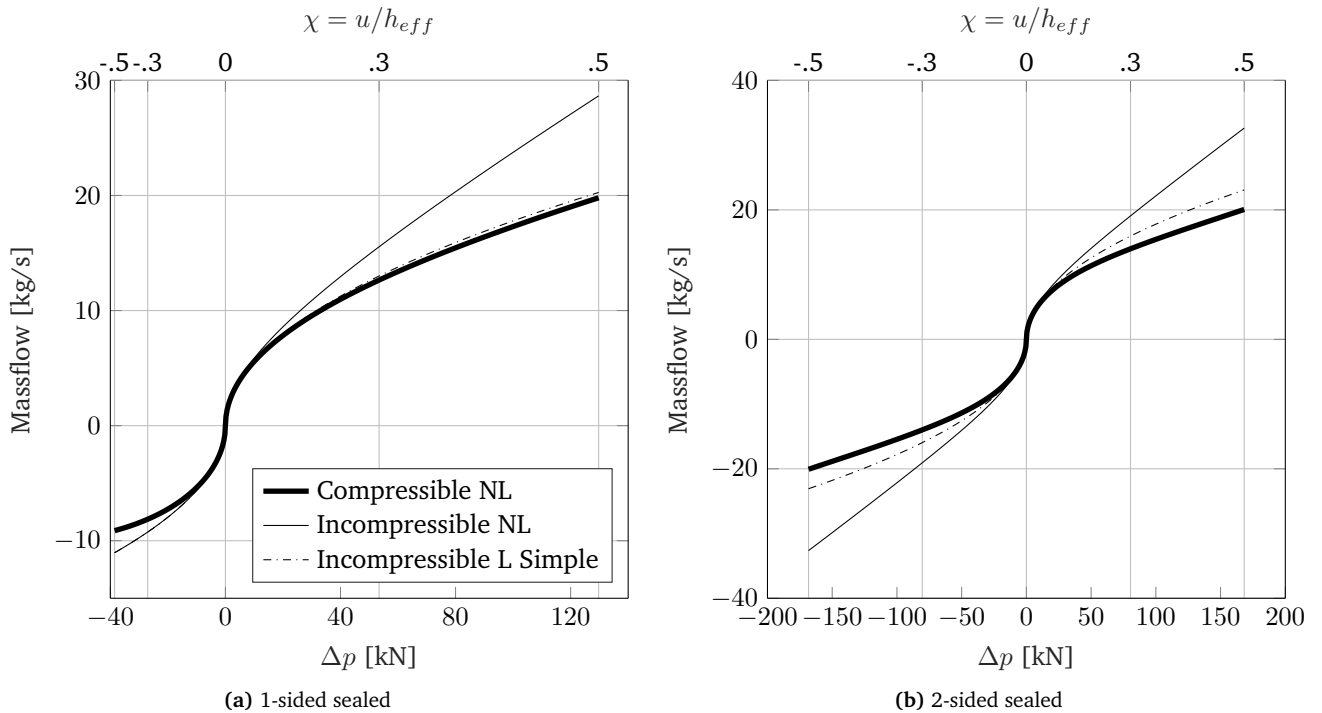 χ = u/h_eff
-.5 -.3 0 .3 .5
30
20
10
0
−10
Massflow [kg/s]
Compressible NL
Incompressible NL
Incompressible L Simple
−40 0 40 80 120
Δp [kN]
(a) 1-sided sealed
χ = u/h_eff
-.5 -.3 0 .3 .5
40
20
0
−20
−40
Massflow [kg/s]
−200 −150 −100 −50 0 50 100 150 200
Δp [kN]
(b) 2-sided sealed